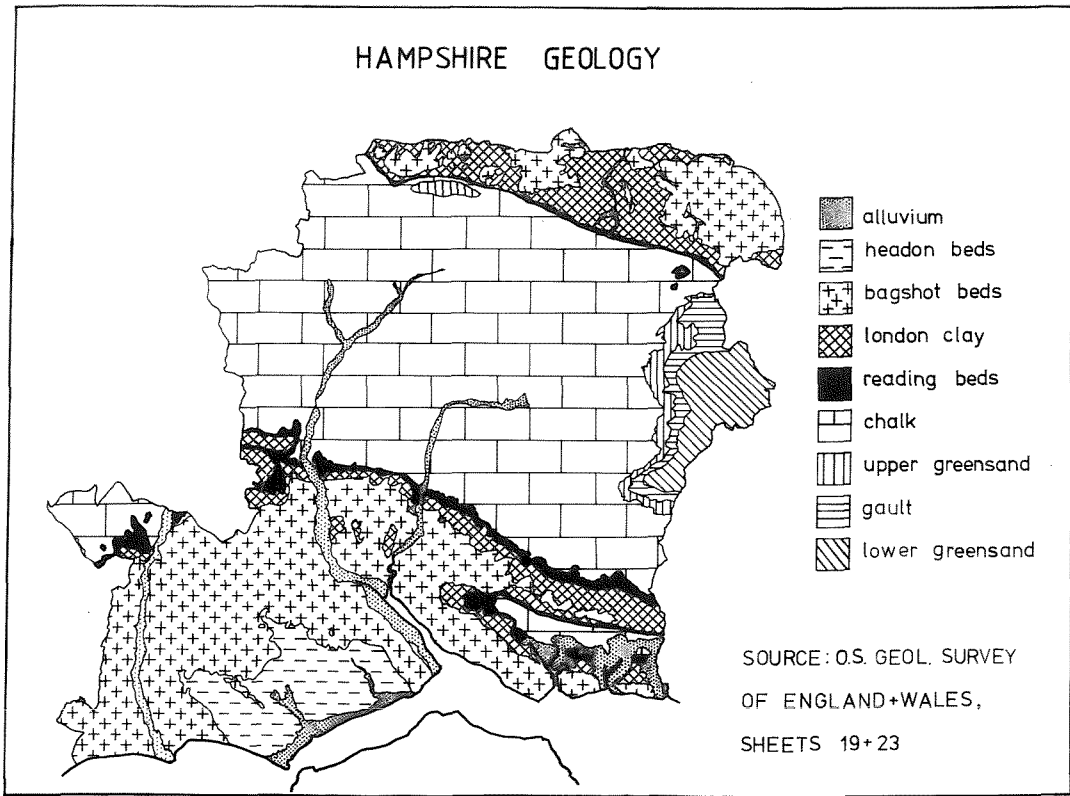 HAMPSHIRE GEOLOGY
alluvium
headon beds
bagshot beds
london clay
reading beds
chalk
upper greensand
gault
lower greensand
SOURCE: O.S. GEOL. SURVEY
OF ENGLAND+WALES,
SHEETS 19+23